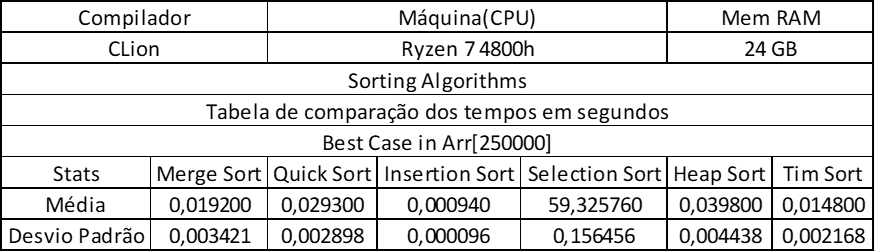 Compilador Máquina(CPU) Mem RAM
CLion Ryzen 7 4800h 24 GB
Sorting Algorithms
Tabela de comparação dos tempos em segundos
Best Case in Arr[250000]
Stats Merge Sort Quick Sort Insertion Sort Selection Sort Heap Sort Tim Sort
Média 0,019200 0,029300 0,000940 59,325760 0,039800 0,014800
Desvio Padrão 0,003421 0,002898 0,000096 0,156456 0,004438 0,002168